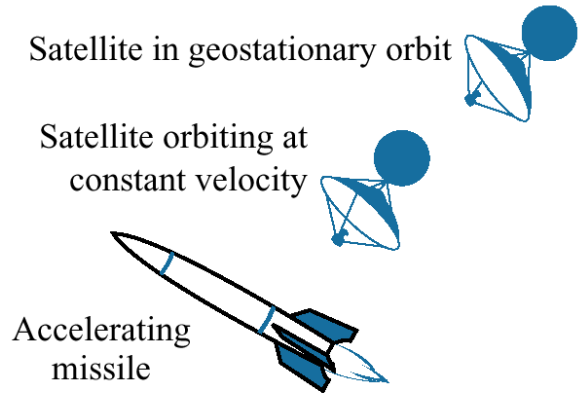 Satellite in geostationary orbit
Satellite orbiting at
constant velocity
Accelerating
missile